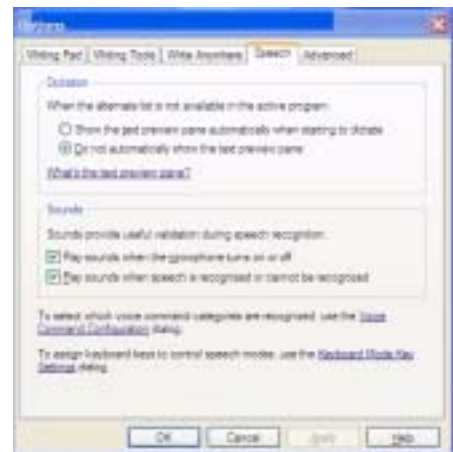 Options
Writing Pad Writing Tools Write Anywhere Speech Advanced
Dictation
When the alternate list is not available in the active program:
Show the text preview pane automatically when starting to dictate
Do not automatically show the text preview pane
What's the text preview pane?
Sounds
Sounds provide useful validation during speech recognition.
Play sounds when the microphone turns on or off
Play sounds when speech is recognized or cannot be recognized
To select which voice command categories are recognized, use the Voice
Command Configuration dialog.
To assign keyboard keys to control speech modes, use the Keyboard Mode Key
Settings dialog.
OK Cancel Apply Help